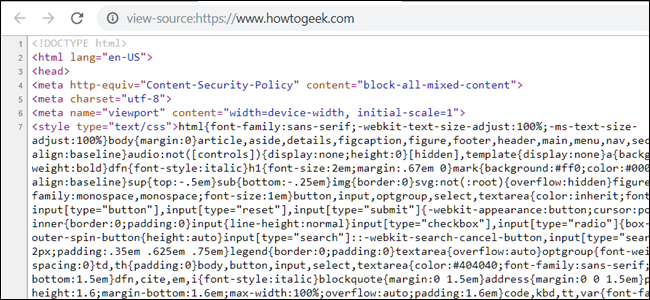 view-source:https://www.howtogeek.com
1 <!DOCTYPE html>
2 <html lang="en-US">
3 <head>
4 <meta http-equiv="Content-Security-Policy" content="block-all-mixed-content">
5 <meta charset="utf-8">
6 <meta name="viewport" content="width=device-width, initial-scale=1">
7 <style type="text/css">html{font-family:sans-serif;-webkit-text-size-adjust:100%;-ms-text-size-
adjust:100%}body{margin:0}article,aside,details,figcaption,figure,footer,header,main,menu,nav,sec
align:baseline}audio:not([controls]){display:none;height:0}[hidden],template{display:none}a{backg
weight:bold}dfn{font-style:italic}h1{font-size:2em;margin:.67em 0}mark{background:#ff0;color:#000
align:baseline}sup{top:-.5em}sub{bottom:-.25em}img{border:0}svg:not(:root){overflow:hidden}figure
family:monospace,monospace;font-size:1em}button,input,optgroup,select,textarea{color:inherit;font
input[type="button"],input[type="reset"],input[type="submit"]{-webkit-appearance:button;cursor:po
inner{border:0;padding:0}input{line-height:normal}input[type="checkbox"],input[type="radio"]{box-
outer-spin-button{height:auto}input[type="search"]::-webkit-search-cancel-button,input[type="sear
2px;padding:.35em .625em .75em}legend{border:0;padding:0}textarea{overflow:auto}optgroup{font-wei
spacing:0}td,th{padding:0}body,button,input,select,textarea{color:#404040;font-family:sans-serif;
bottom:1.5em}dfn,cite,em,i{font-style:italic}blockquote{margin:0 1.5em}address{margin:0 0 1.5em}p
height:1.6;margin-bottom:1.6em;max-width:100%;overflow:auto;padding:1.6em}code,kbd,tt,var{font-fa